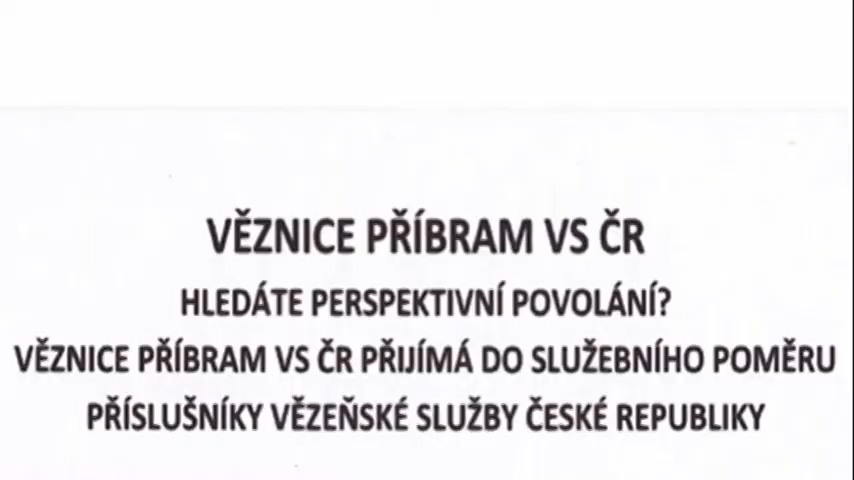 VĚZNICE PŘÍBRAM VS ČR
HLEDÁTE PERSPEKTIVNÍ POVOLÁNÍ?
VĚZNICE PŘÍBRAM VS ČR PŘIJÍMÁ DO SLUŽEBNÍHO POMĚRU
PŘÍSLUŠNÍKY VĚZEŇSKÉ SLUŽBY ČESKÉ REPUBLIKY